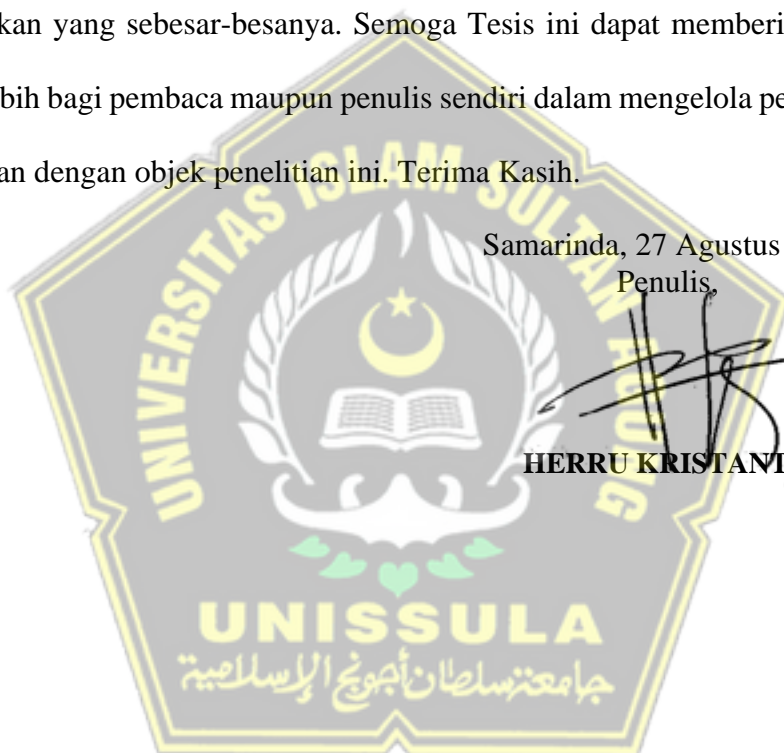 kan yang sebesar-besanya. Semoga Tesis ini dapat memberi
bih bagi pembaca maupun penulis sendiri dalam mengelola pe
an dengan objek penelitian ini. Terima Kasih.
Samarinda, 27 Agustus
Penulis,
HERRU KRISTANT
UNIVERSITAS ISLAM SULTAN AGUNG
UNISSULA
جامعتنسلطان أجونج الإسلامية